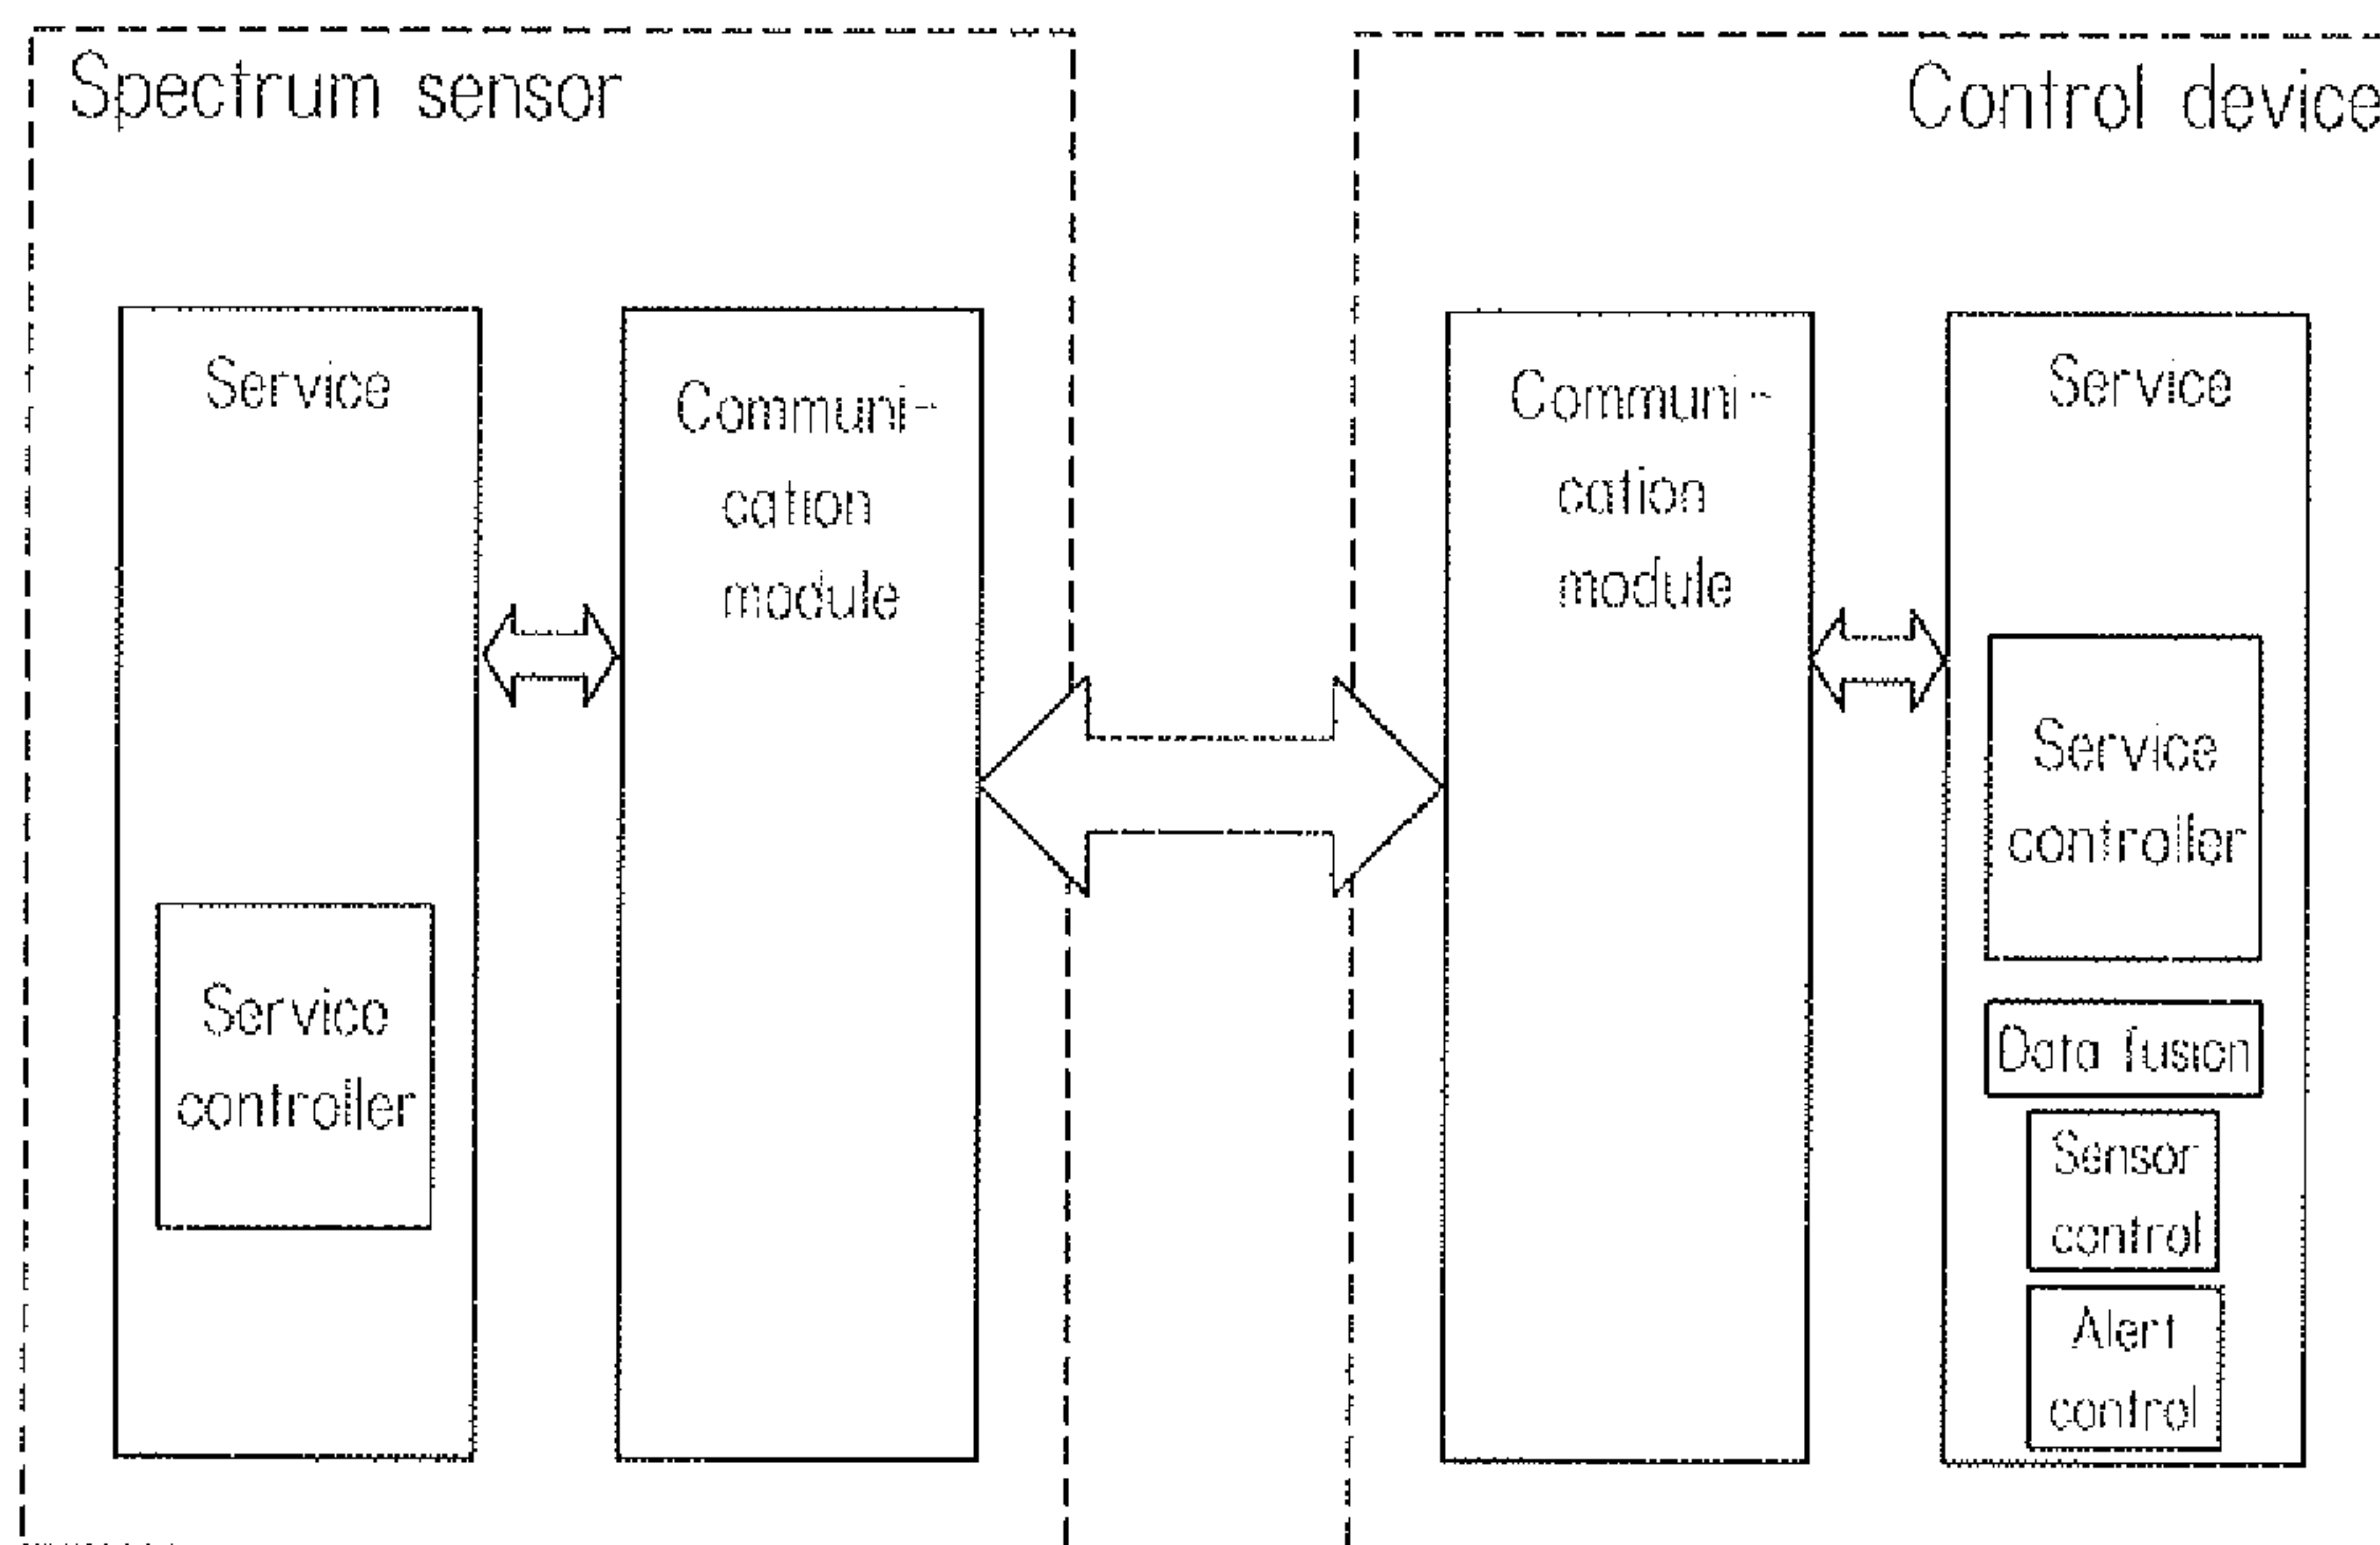 Spectrum sensor
Service
Communi-
cation
module
Service
controller
Control device
Communi-
cation
module
Service
Service
controller
Data fusion
Sensor
control
Alert
control